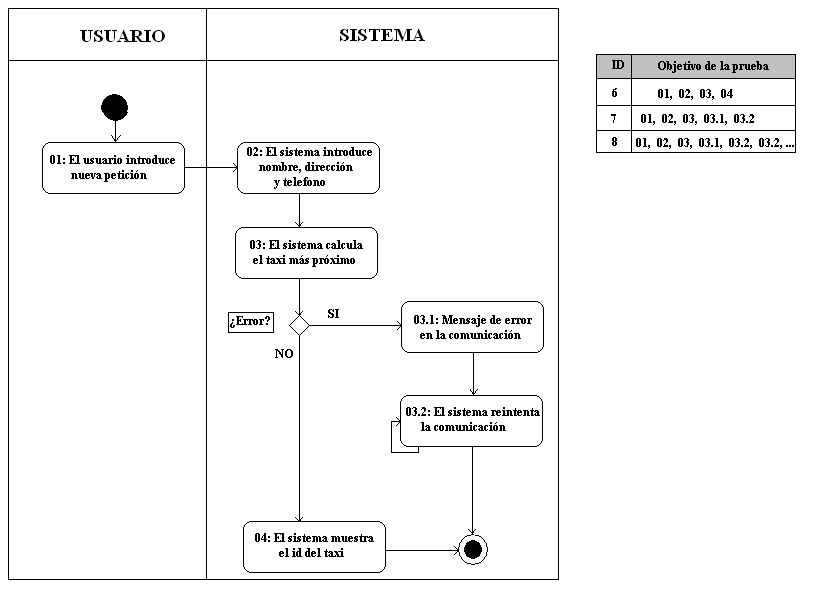 USUARIO
SISTEMA
01: El usuario introduce
nueva petición
02: El sistema introduce
nombre, dirección
y telefono
03: El sistema calcula
el taxi más próximo
¿Error?
SI
NO
03.1: Mensaje de error
en la comunicación
03.2: El sistema reintenta
la comunicación
04: El sistema muestra
el id del taxi
ID Objetivo de la prueba
6 01, 02, 03, 04
7 01, 02, 03, 03.1, 03.2
8 01, 02, 03, 03.1, 03.2, 03.2, ...